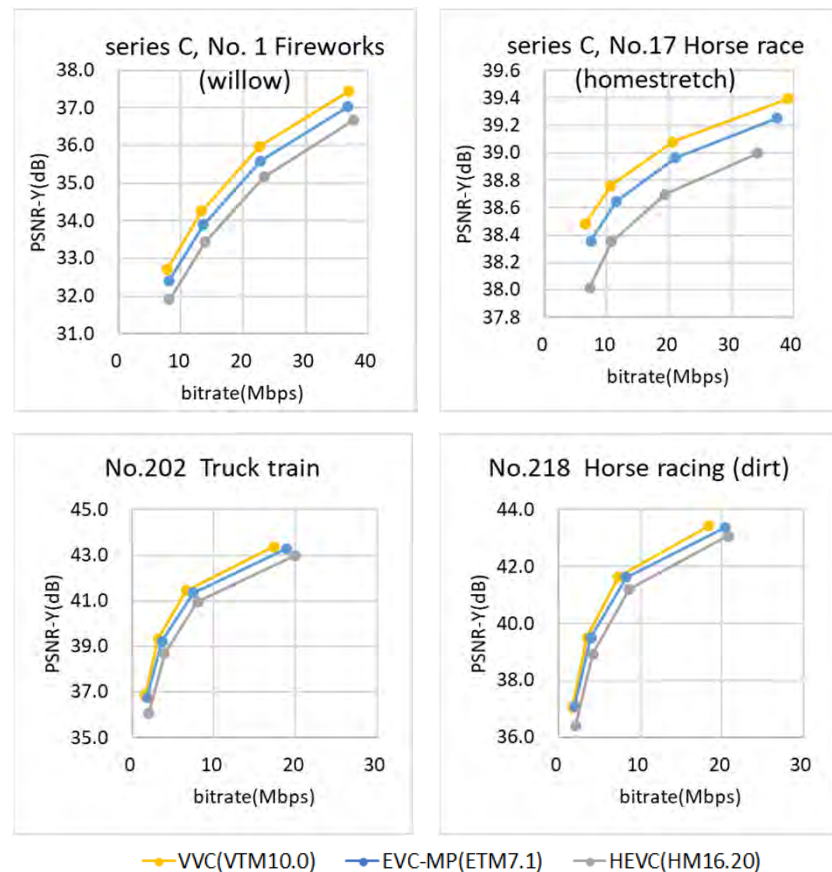 series C, No. 1 Fireworks
(willow)
38.0
37.0
36.0
35.0
34.0
33.0
32.0
31.0
PSNR-Y(dB)
0 10 20 30 40
bitrate(Mbps)
series C, No.17 Horse race
(homestretch)
39.6
39.4
39.2
39.0
38.8
38.6
38.4
38.2
38.0
37.8
PSNR-Y(dB)
0 10 20 30 40
bitrate(Mbps)
No.202 Truck train
45.0
43.0
41.0
39.0
37.0
35.0
PSNR-Y(dB)
0 10 20 30
bitrate(Mbps)
No.218 Horse racing (dirt)
44.0
42.0
40.0
38.0
36.0
PSNR-Y(dB)
0 10 20 30
bitrate(Mbps)
VVC(VTM10.0) EVC-MP(ETM7.1) HEVC(HM16.20)